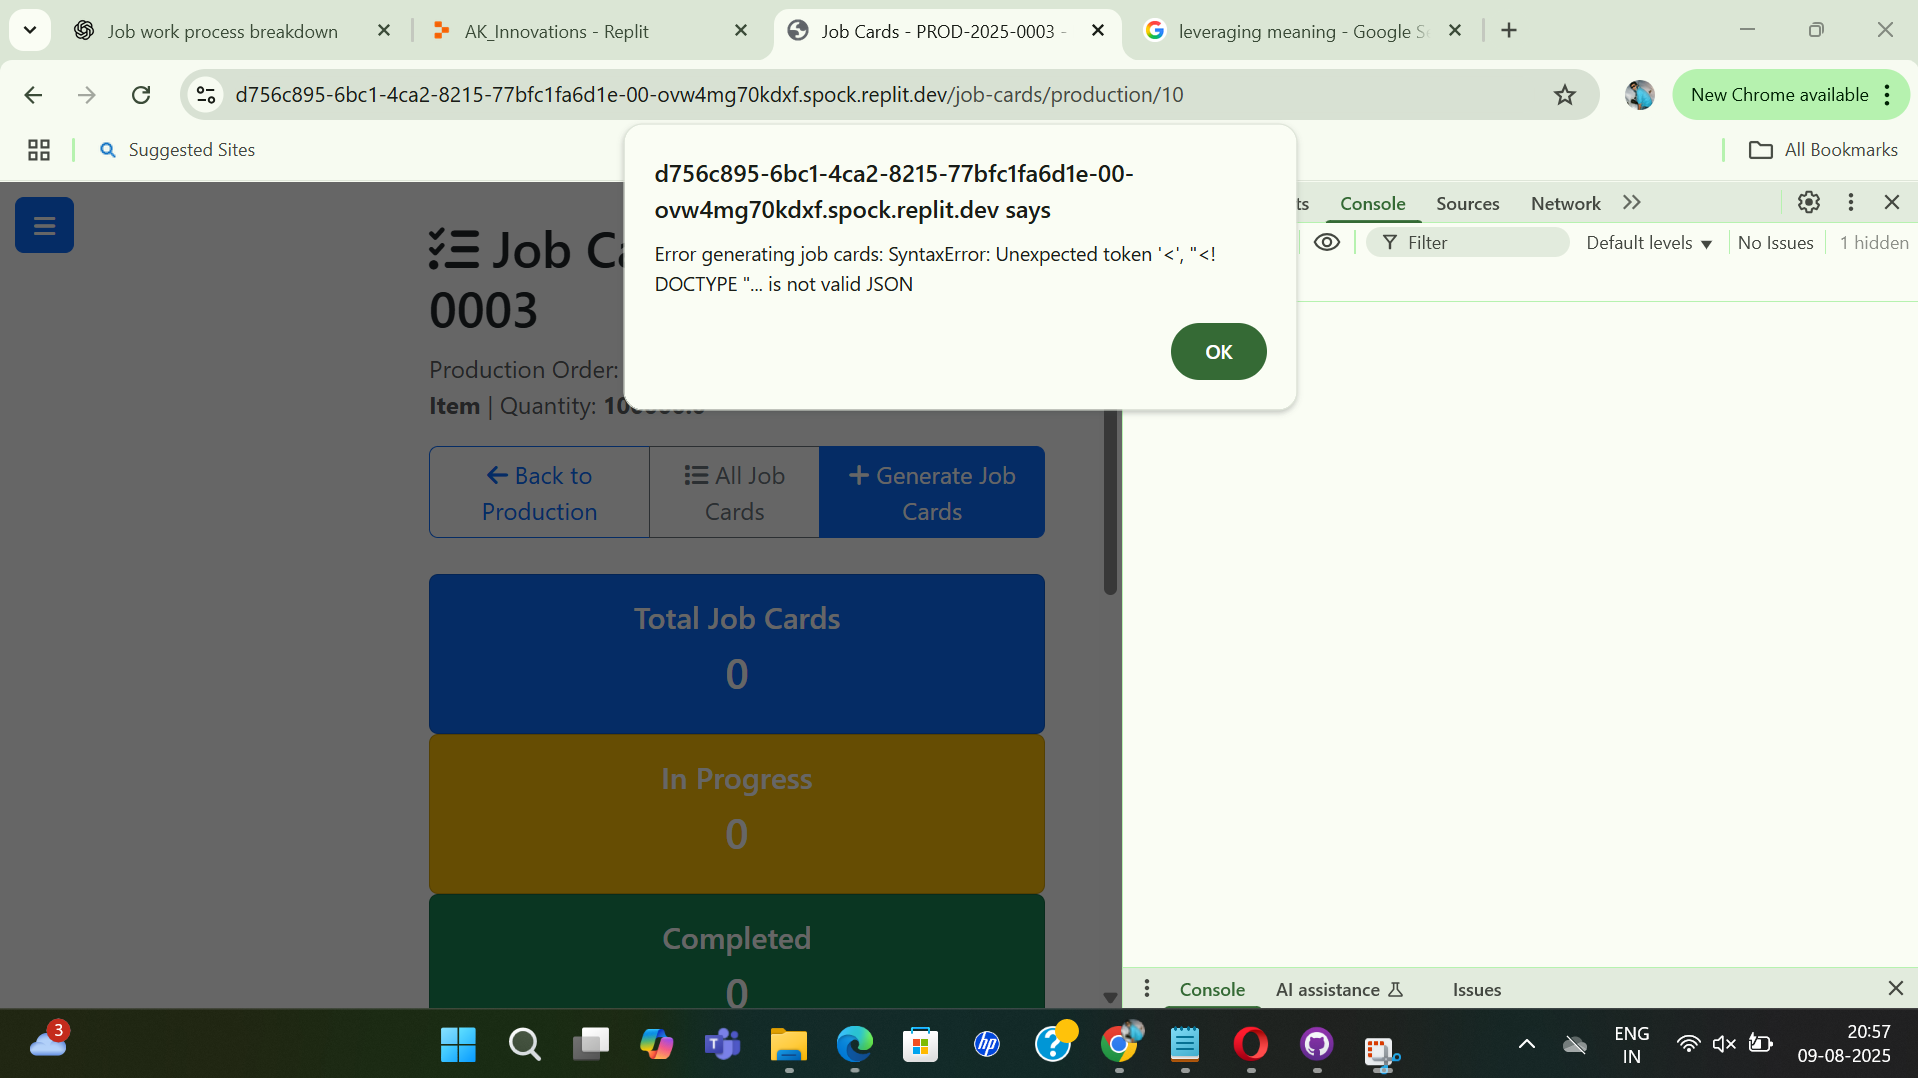 Job work process breakdown
AK_Innovations - Replit
Job Cards - PROD-2025-0003 -
leveraging meaning - Google S
d756c895-6bc1-4ca2-8215-77bfc1fa6d1e-00-ovw4mg70kdxf.spock.replit.dev/job-cards/production/10
New Chrome available
Suggested Sites
All Bookmarks
d756c895-6bc1-4ca2-8215-77bfc1fa6d1e-00-
ovw4mg70kdxf.spock.replit.dev says
Error generating job cards: SyntaxError: Unexpected token '<', "<!
DOCTYPE "... is not valid JSON
OK
ts
Console
Sources
Network
Filter
Default levels
No Issues
1 hidden
Job Ca
0003
Production Order:
Item | Quantity:
Back to
Production
All Job
Cards
Generate Job
Cards
Total Job Cards
0
In Progress
0
Completed
0
Console
AI assistance
Issues
3
hp
ENG
IN
20:57
09-08-2025